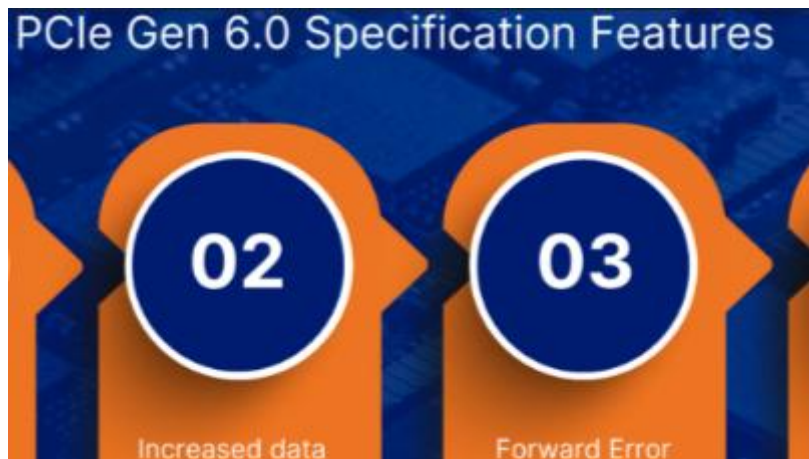 PCIe Gen 6.0 Specification Features
02
03
Increased data
Forward Error